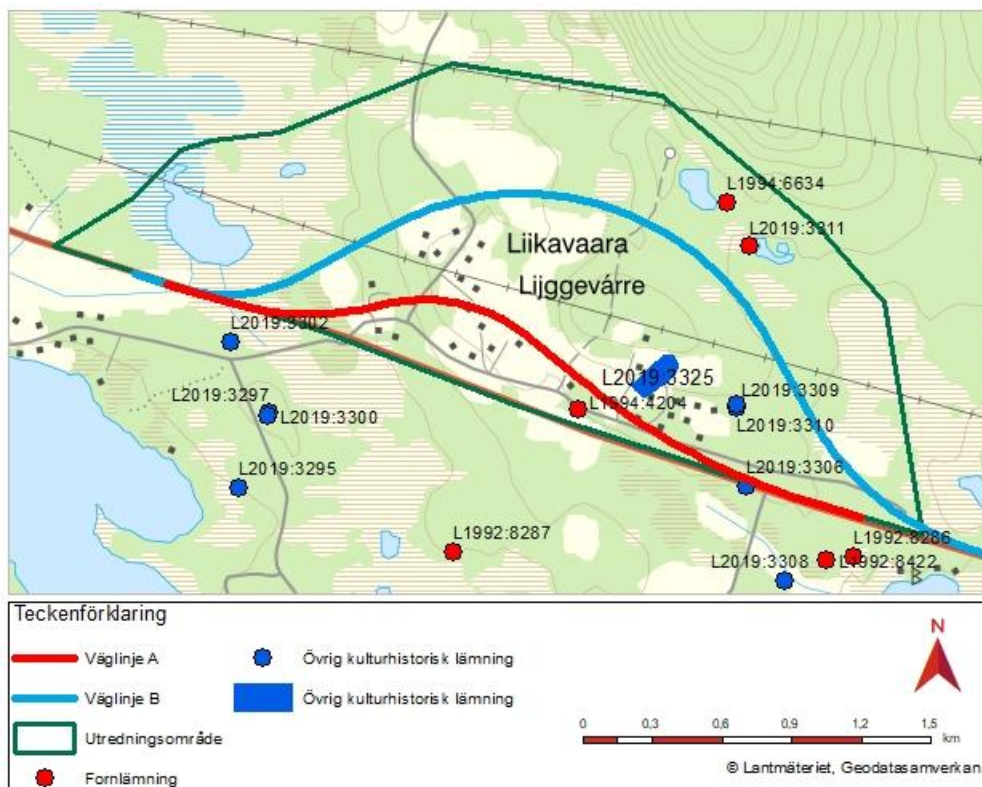 L1994:6634
L2019:3311
Liikavaara
Lijggevárre
L2019:3302
L2019:3325
L2019:3297
L2019:3300
L1994:4204
L2019:3309
L2019:3310
L2019:3295
L2019:3306
L1992:8287
L1992:8286
L2019:3308
L1992:8422
Teckenförklaring
Väglinje A
Övrig kulturhistorisk lämning
Väglinje B
Övrig kulturhistorisk lämning
Utredningsområde
Fornlämning
N
0 0,3 0,6 0,9 1,2 1,5
km
© Lantmäteriet, Geodatasamverkan